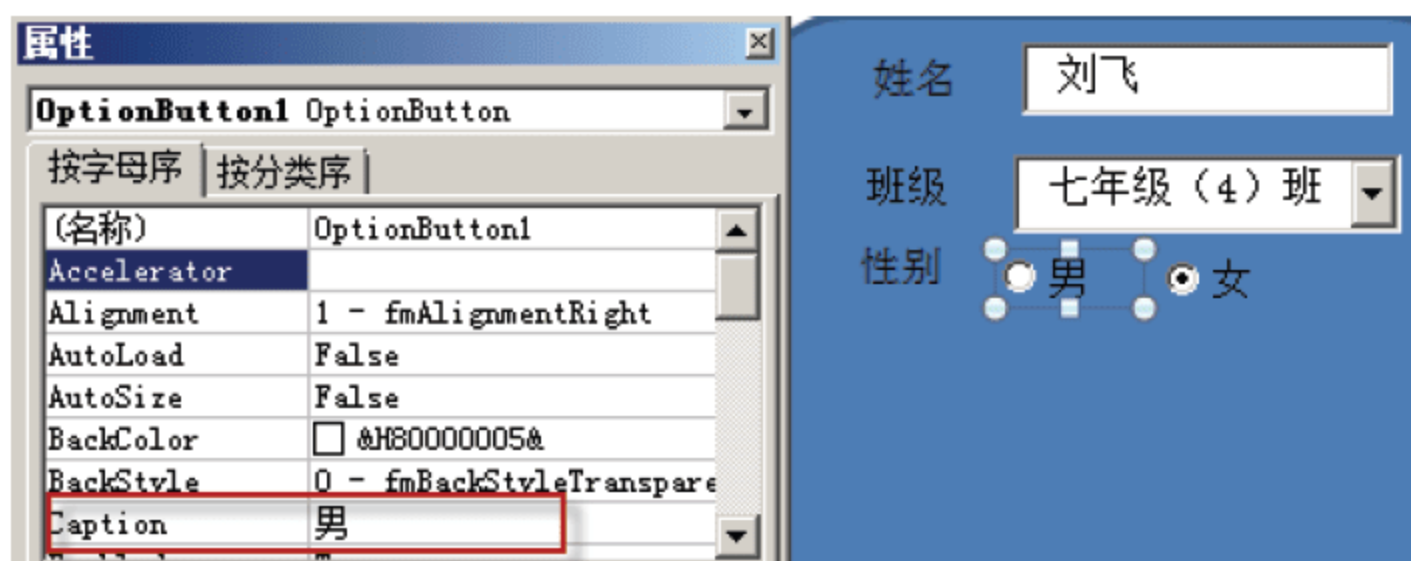 属性
OptionButton1 OptionButton
按字母序 按分类序
(名称) OptionButton1
Accelerator
Alignment 1 - fmAlignmentRight
AutoLoad False
AutoSize False
BackColor &H80000005&
BackStyle 0 - fmBackStyleTranspare
Caption 男
姓名 刘飞
班级 七年级（4）班
性别 男 女